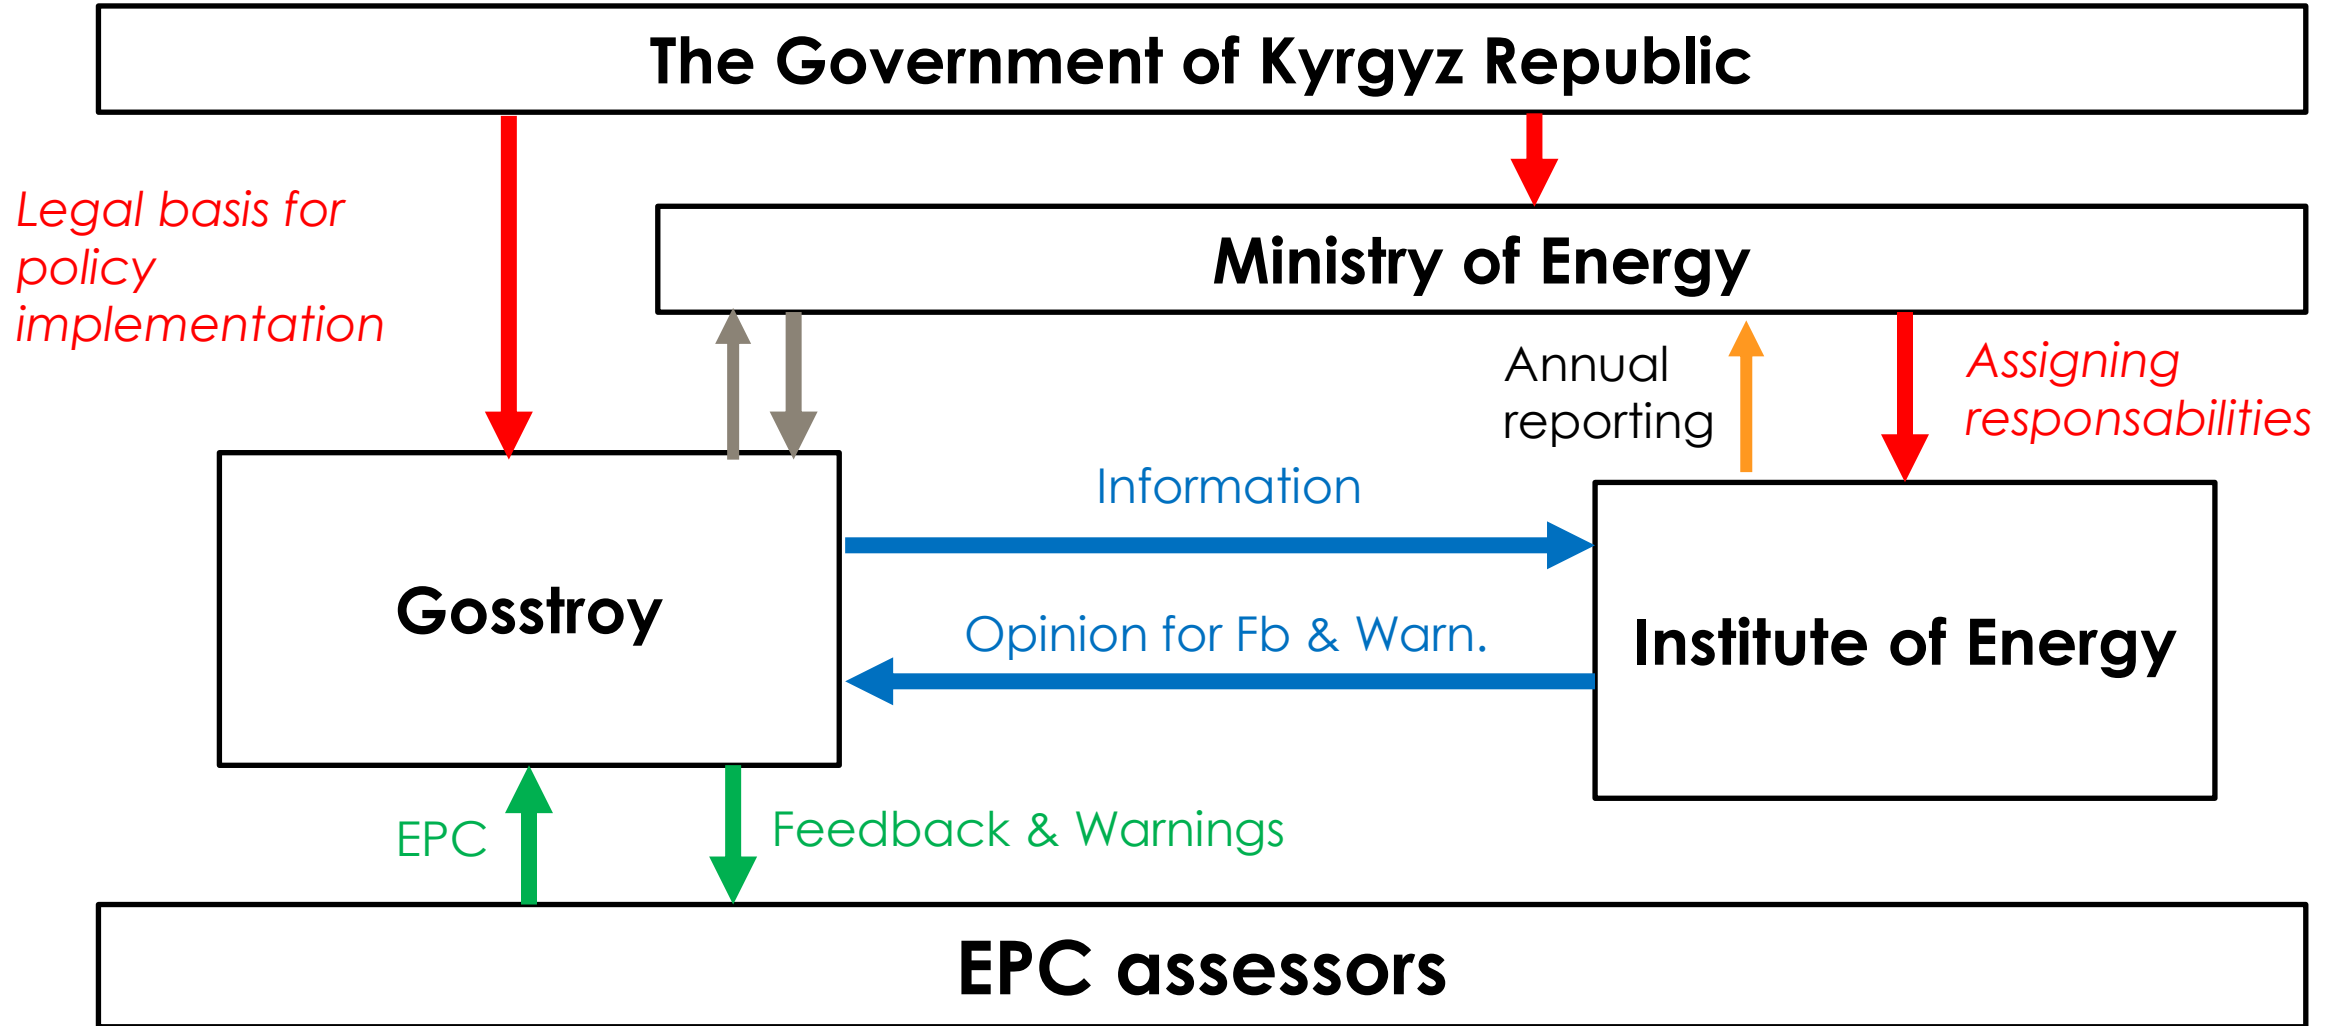 The Government of Kyrgyz Republic
Legal basis for
policy
implementation
Ministry of Energy
Annual
reporting
Assigning
responsabilities
Information
Gosstroy
Opinion for Fb & Warn.
Institute of Energy
EPC
Feedback & Warnings
EPC assessors